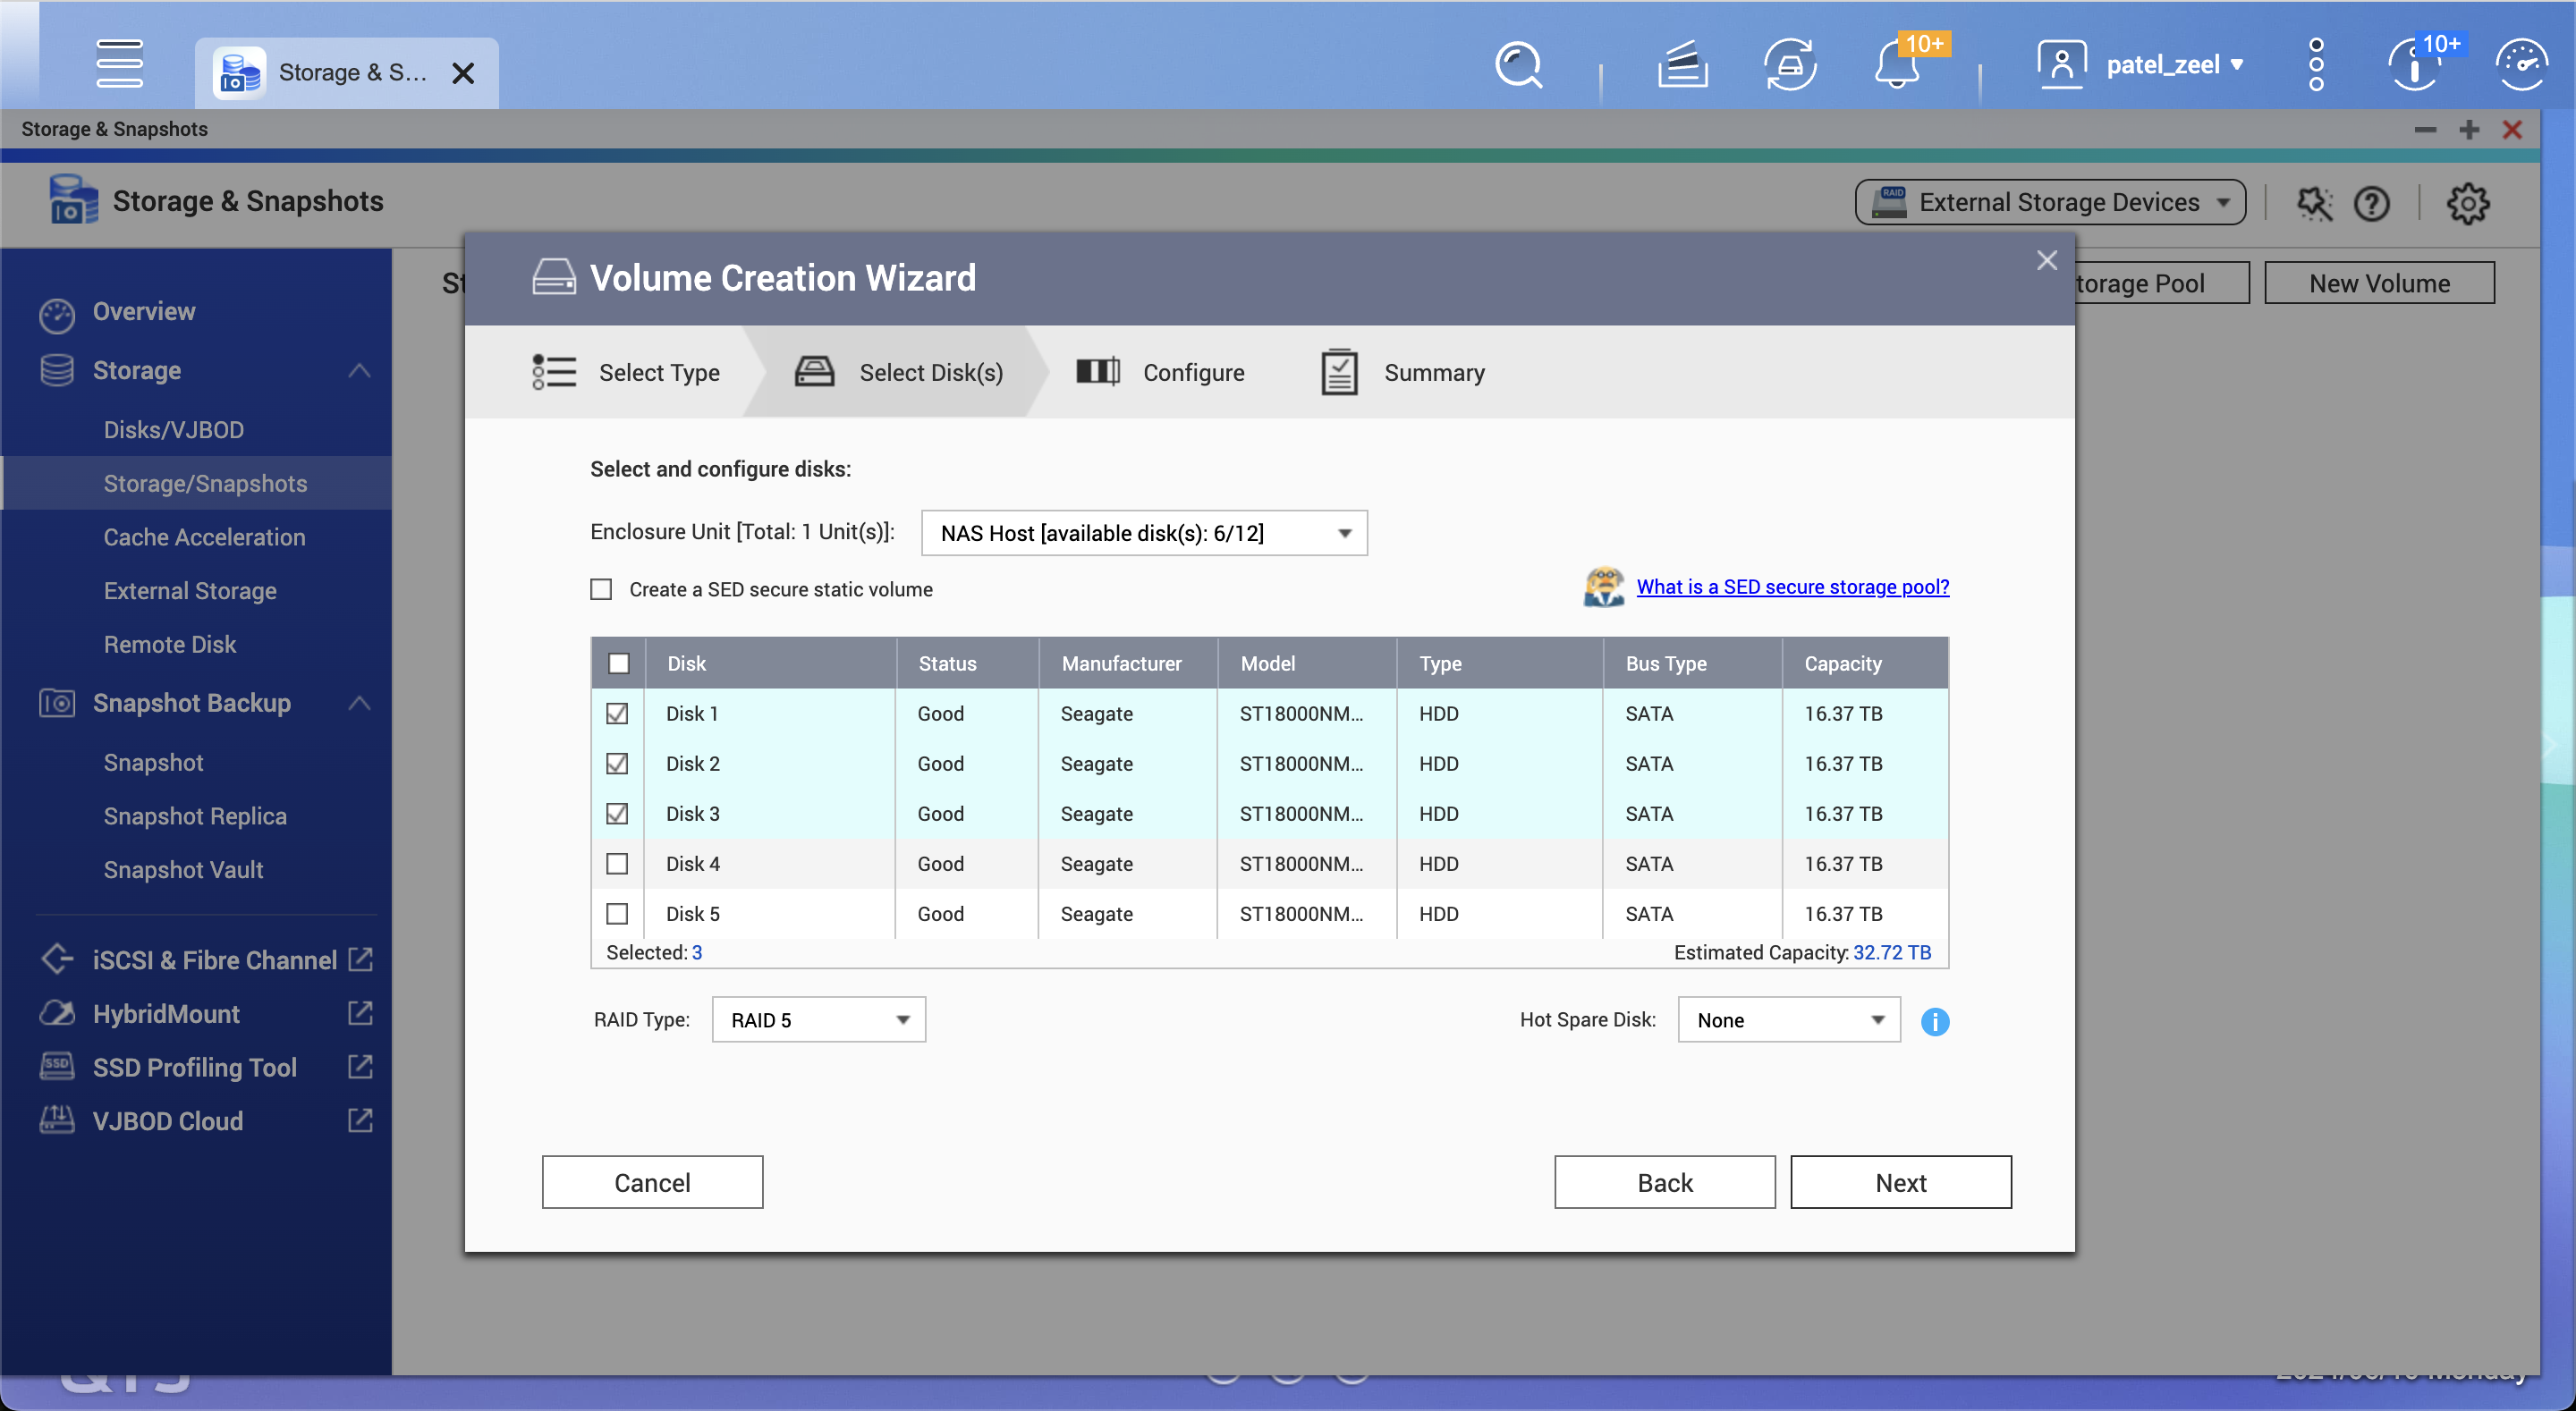 Storage & S...
10+
patel_zeel
10+
Storage & Snapshots
Storage & Snapshots
RAID
External Storage Devices
Overview
Storage
Disks/VJBOD
Storage/Snapshots
Cache Acceleration
External Storage
Remote Disk
Snapshot Backup
Snapshot
Snapshot Replica
Snapshot Vault
iSCSI & Fibre Channel
HybridMount
SSD
SSD Profiling Tool
VJBOD Cloud
torage Pool
New Volume
Volume Creation Wizard
Select Type
Select Disk(s)
Configure
Summary
Select and configure disks:
Enclosure Unit [Total: 1 Unit(s)]: NAS Host [available disk(s): 6/12]
Create a SED secure static volume
What is a SED secure storage pool?
Disk Status Manufacturer Model Type Bus Type Capacity
Disk 1 Good Seagate ST18000NM... HDD SATA 16.37 TB
Disk 2 Good Seagate ST18000NM... HDD SATA 16.37 TB
Disk 3 Good Seagate ST18000NM... HDD SATA 16.37 TB
Disk 4 Good Seagate ST18000NM... HDD SATA 16.37 TB
Disk 5 Good Seagate ST18000NM... HDD SATA 16.37 TB
Selected: 3 Estimated Capacity: 32.72 TB
RAID Type: RAID 5 Hot Spare Disk: None
Cancel
Back
Next
QTS
Monday